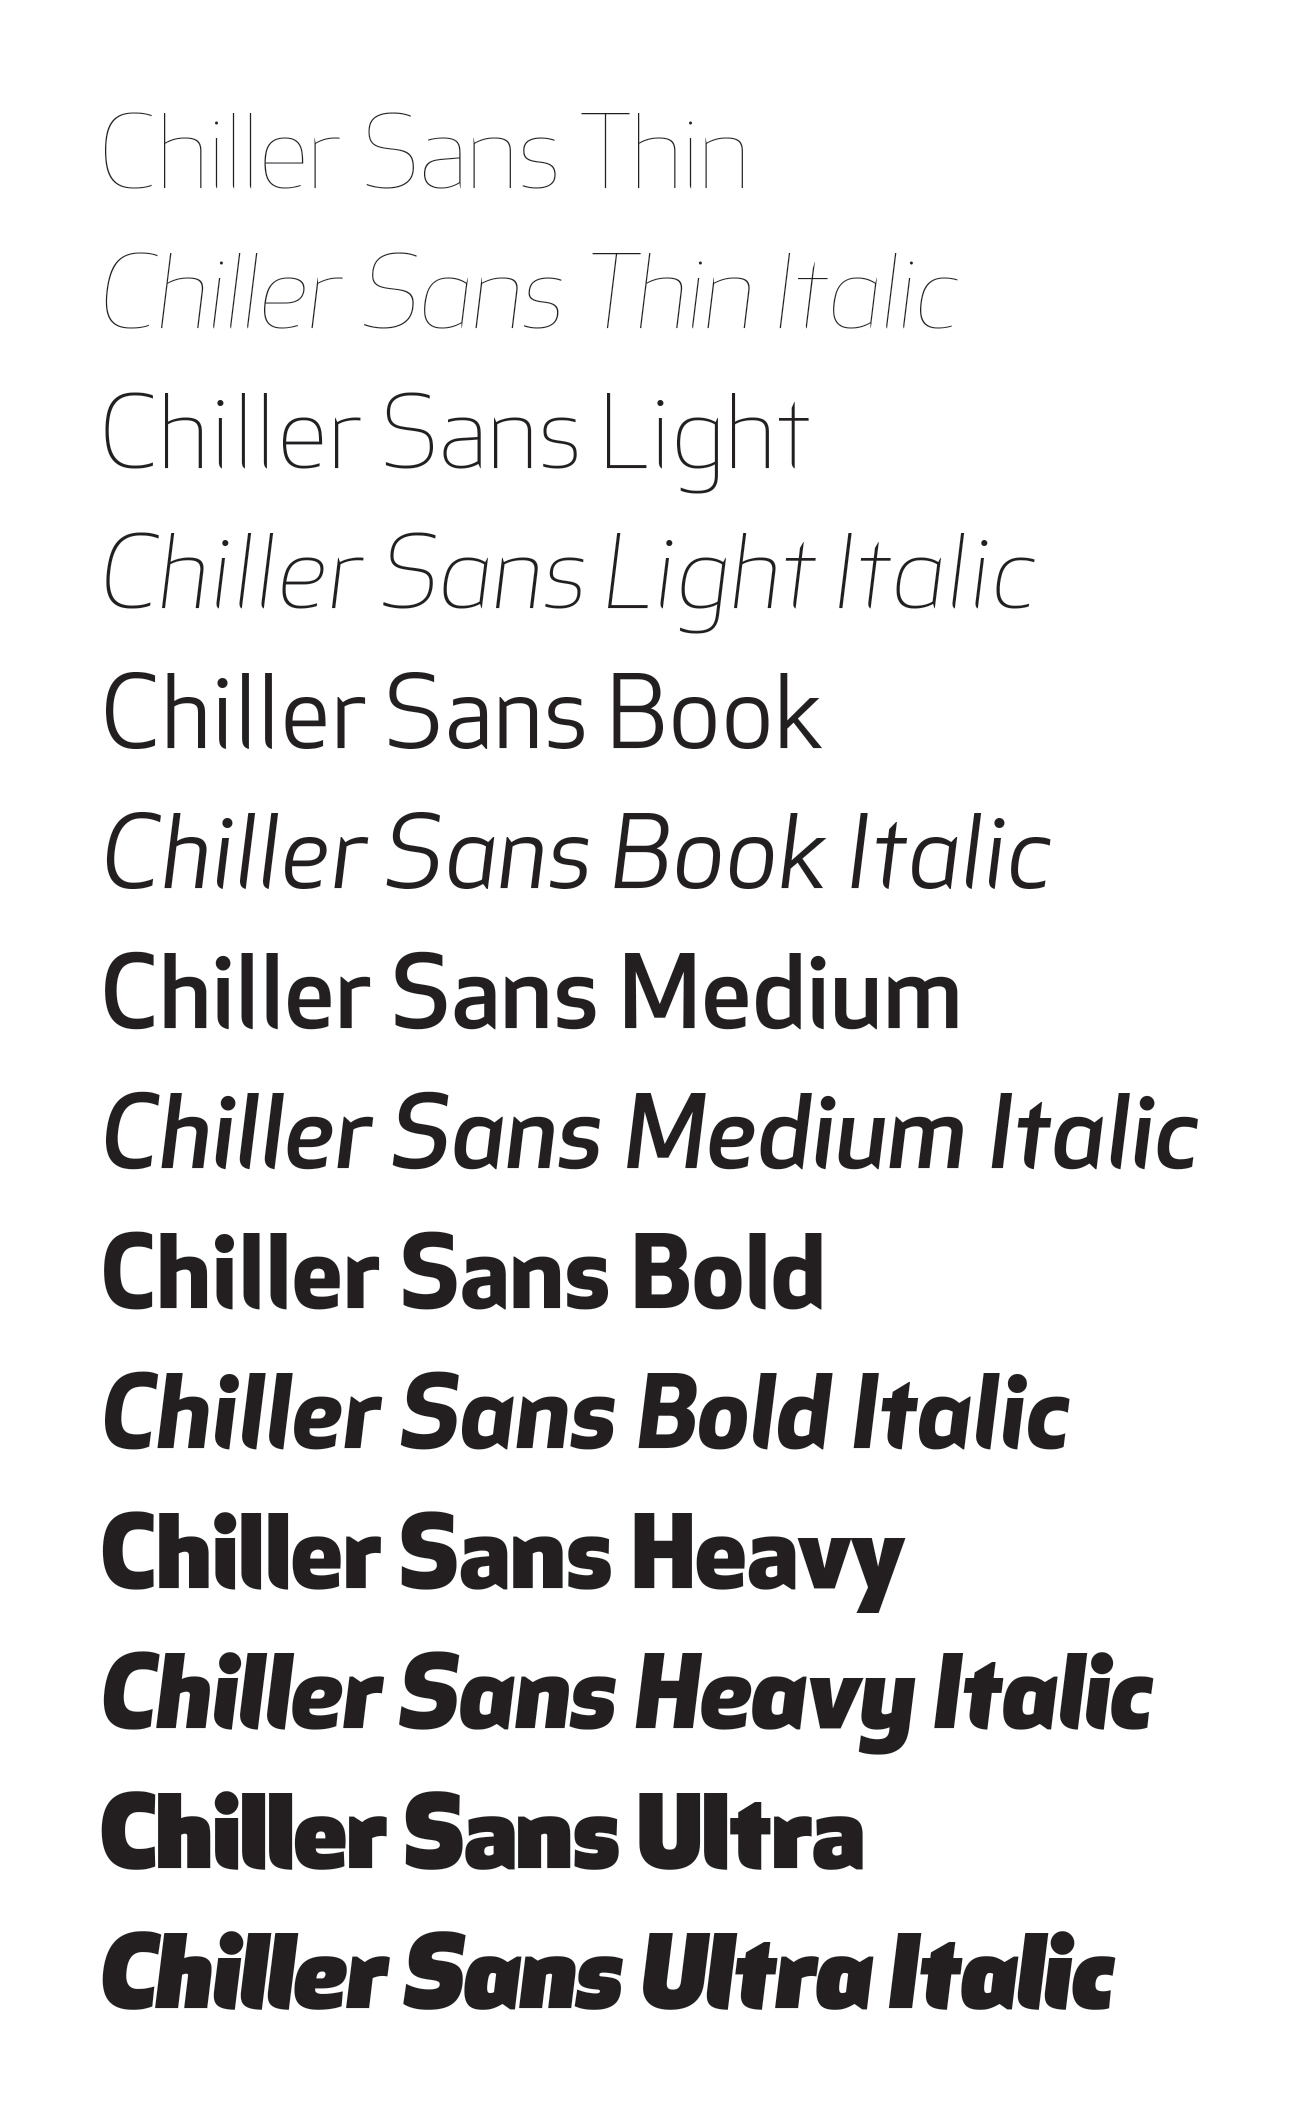 Chiller Sans Thin
Chiller Sans Thin Italic
Chiller Sans Light
Chiller Sans Light Italic
Chiller Sans Book
Chiller Sans Book Italic
Chiller Sans Medium
Chiller Sans Medium Italic
Chiller Sans Bold
Chiller Sans Bold Italic
Chiller Sans Heavy
Chiller Sans Heavy Italic
Chiller Sans Ultra
Chiller Sans Ultra Italic